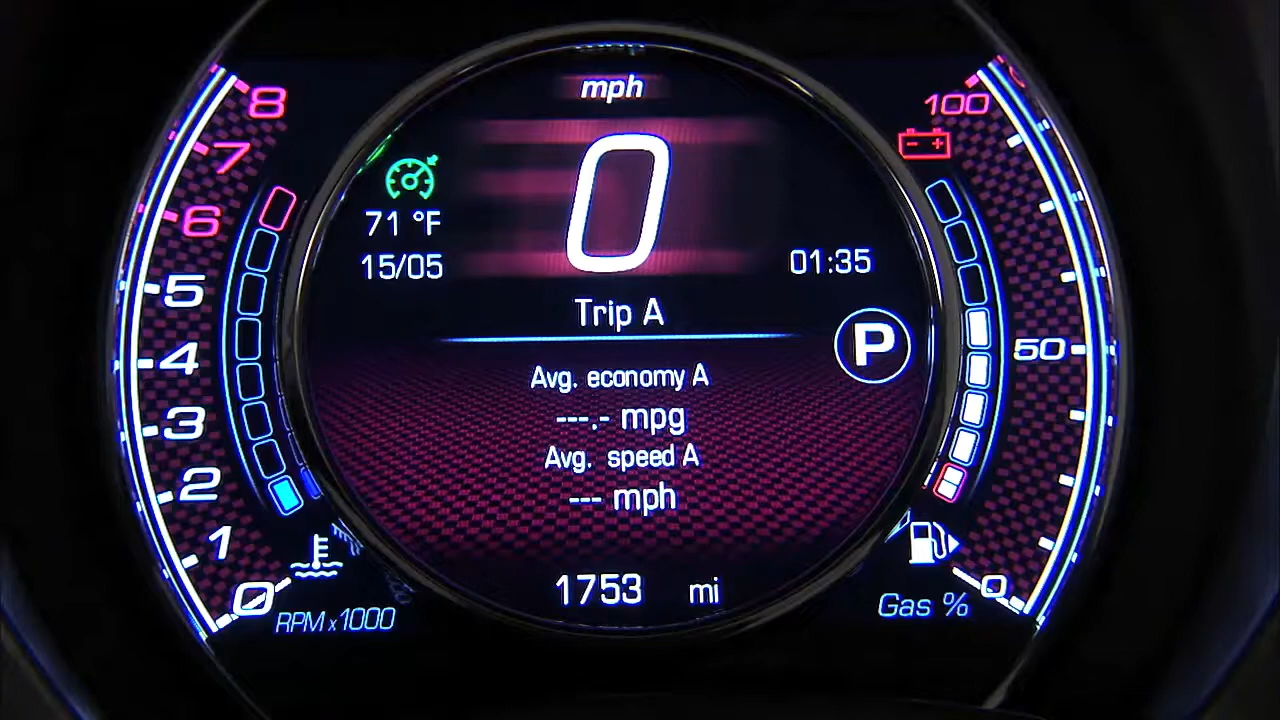 mph
0
71 °F
15/05
01:35
Trip A
P
Avg. economy A
---.- mpg
Avg. speed A
--- mph
1753 mi
8
7
6
5
4
3
2
1
0
RPM x1000
100
50
0
Gas %